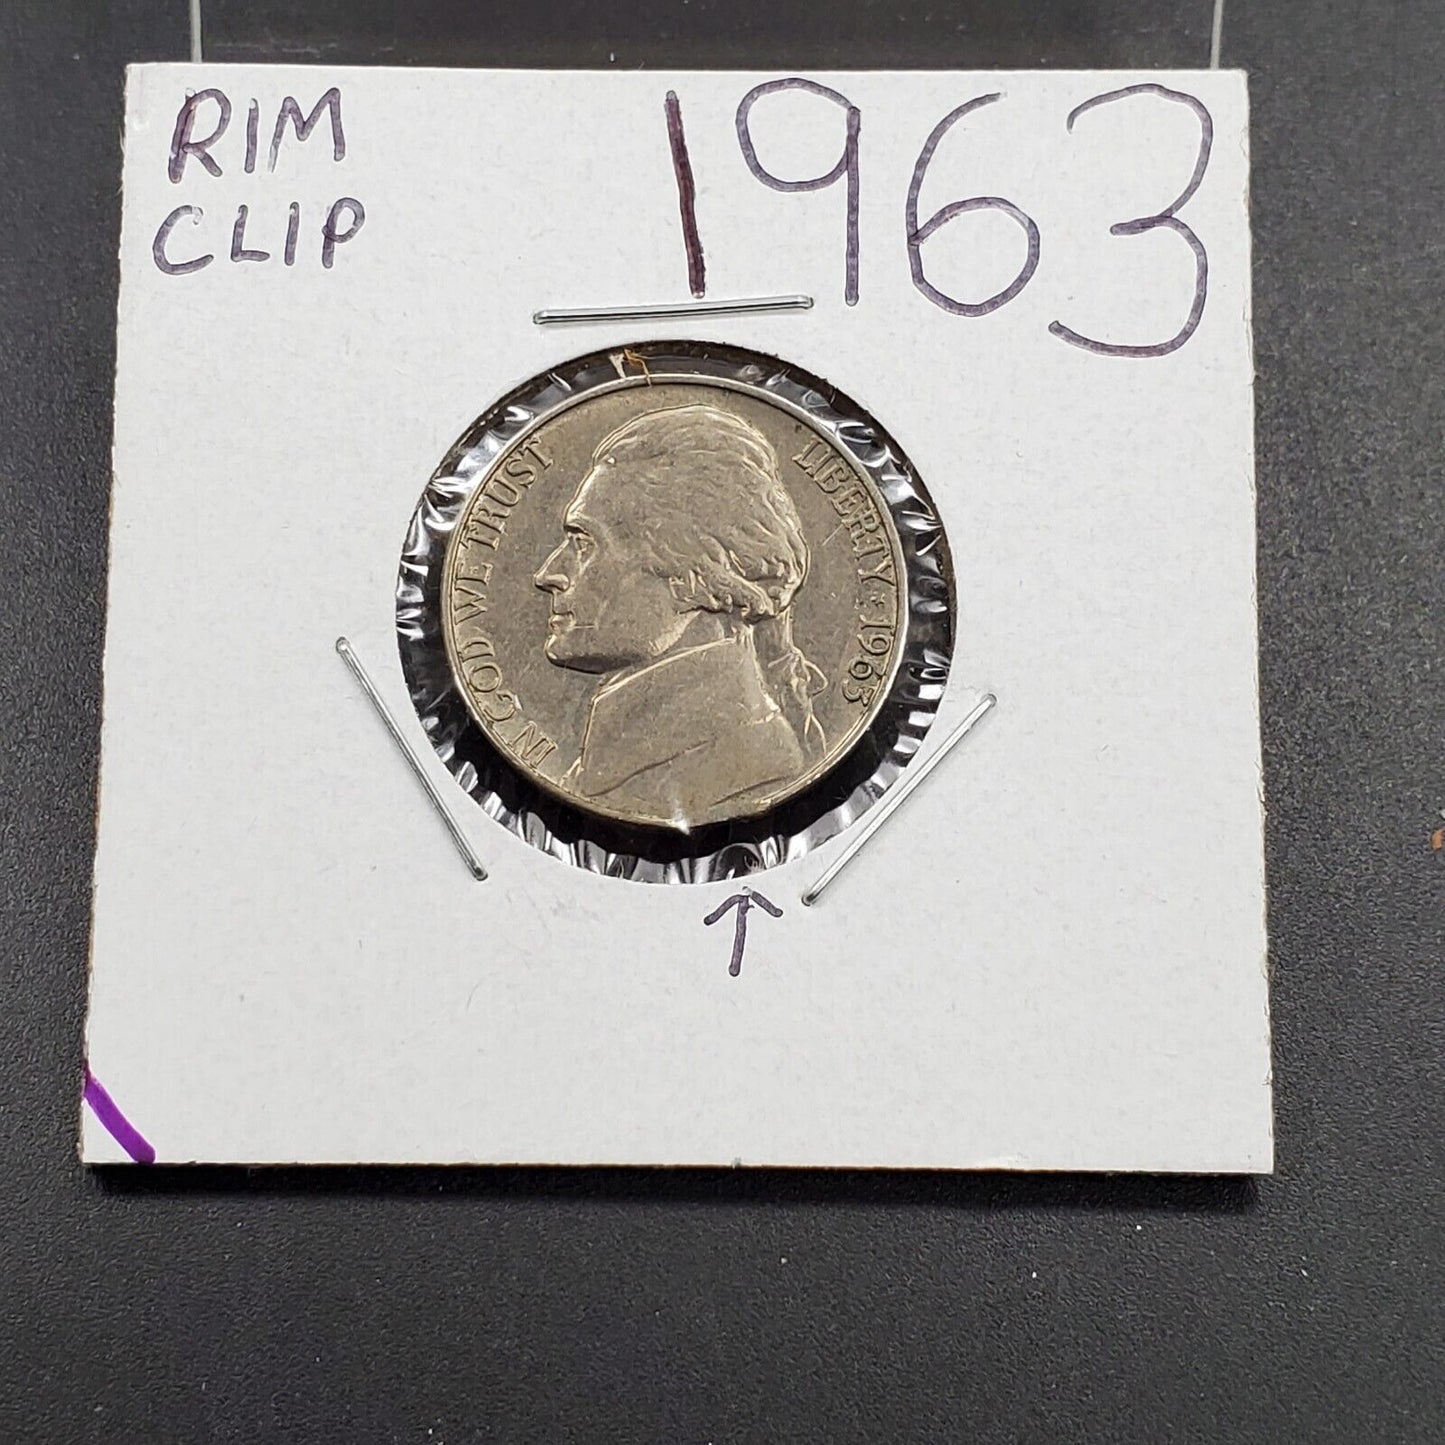 RIM
CLIP
1963
IN GOD WE TRUST
LIBERTY * 1963